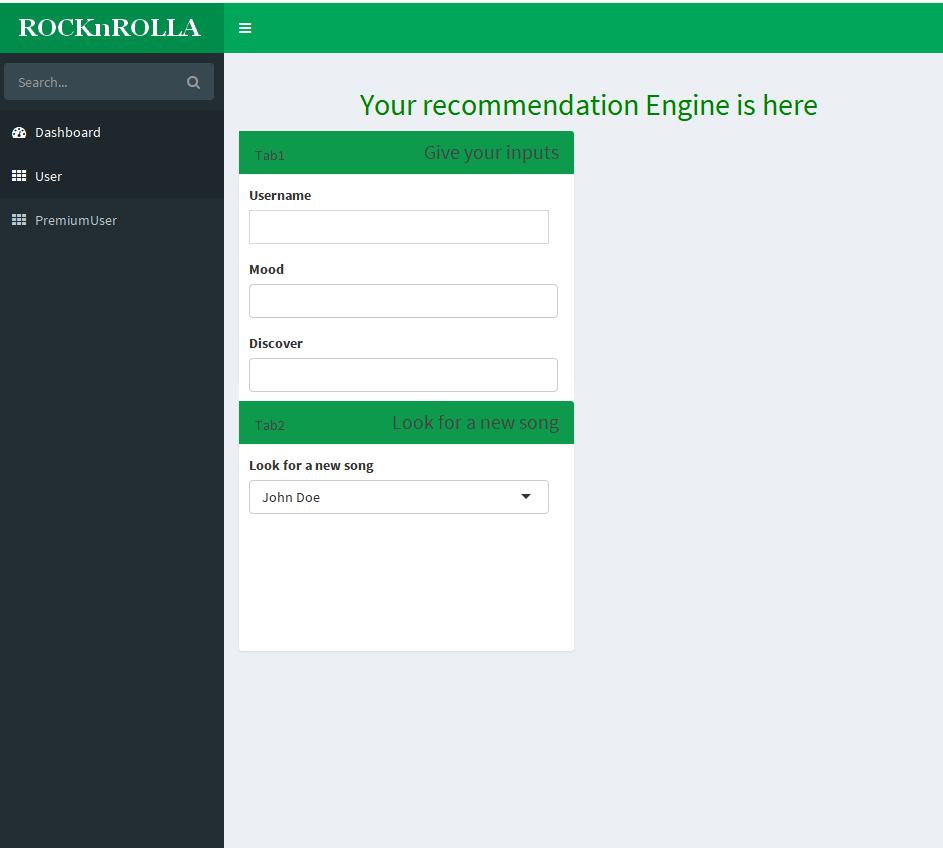 ROCKnROLLA
Search...
Dashboard
User
PremiumUser
Your recommendation Engine is here
Tab1 Give your inputs
Username
Mood
Discover
Tab2 Look for a new song
Look for a new song
John Doe